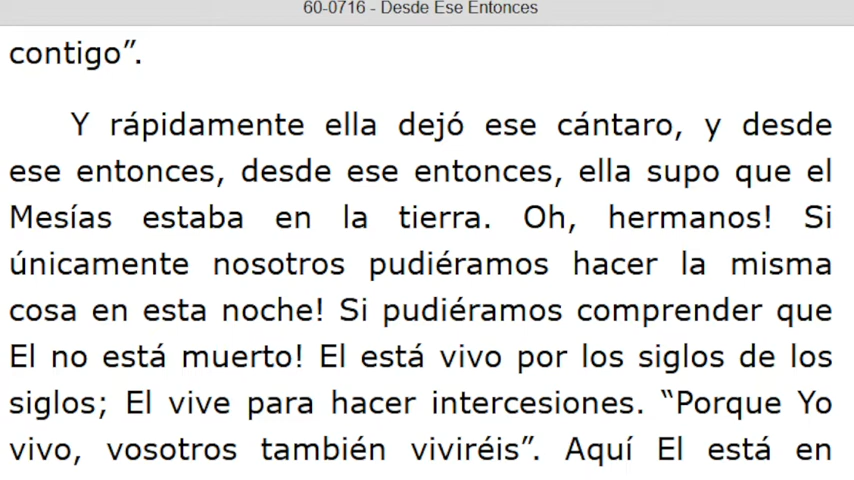 60-0716 - Desde Ese Entonces
contigo”.
Y rápidamente ella dejó ese cántaro, y desde
ese entonces, desde ese entonces, ella supo que el
Mesías estaba en la tierra. Oh, hermanos! Si
únicamente nosotros pudiéramos hacer la misma
cosa en esta noche! Si pudiéramos comprender que
El no está muerto! El está vivo por los siglos de los
siglos; El vive para hacer intercesiones. “Porque Yo
vivo, vosotros también viviréis”. Aquí El está en